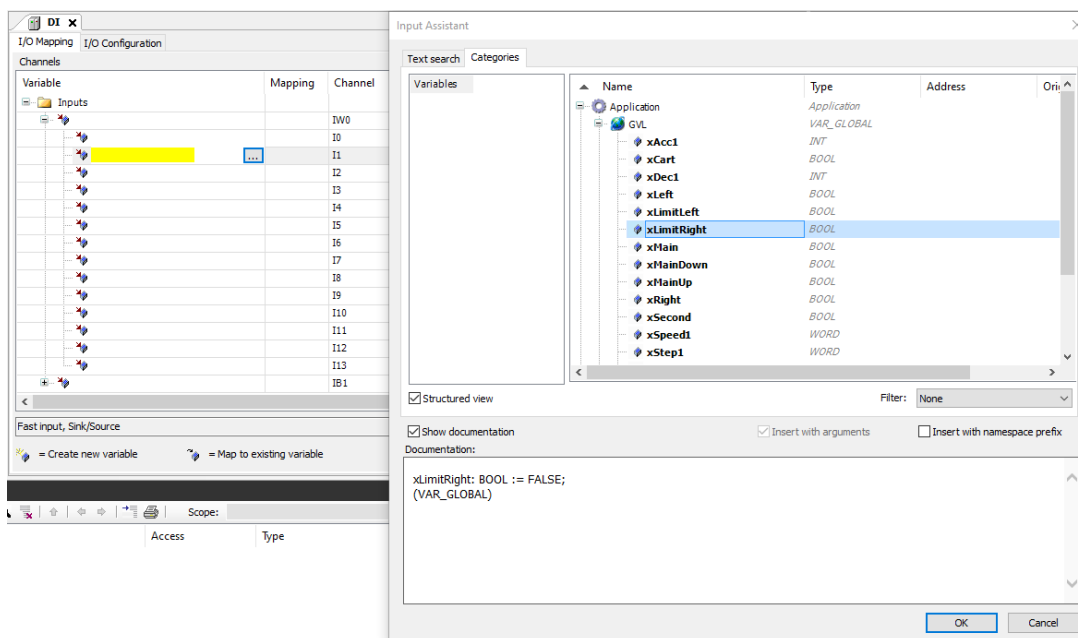 DI
I/O Mapping I/O Configuration
Channels
Variable Mapping Channel
Inputs
IW0
I0
... I1
I2
I3
I4
I5
I6
I7
I8
I9
I10
I11
I12
I13
IB1
Fast input, Sink/Source
= Create new variable = Map to existing variable
Scope:
Access Type
Input Assistant
Text search Categories
Variables
Name Type Address
Application Application
GVL VAR_GLOBAL
xAcc1 INT
xCart BOOL
xDec1 INT
xLeft BOOL
xLimitLeft BOOL
xLimitRight BOOL
xMain BOOL
xMainDown BOOL
xMainUp BOOL
xRight BOOL
xSecond BOOL
xSpeed1 WORD
xStep1 WORD
Structured view Filter: None
Show documentation Insert with arguments Insert with namespace prefix
Documentation:
xLimitRight: BOOL := FALSE;
(VAR_GLOBAL)
OK Cancel